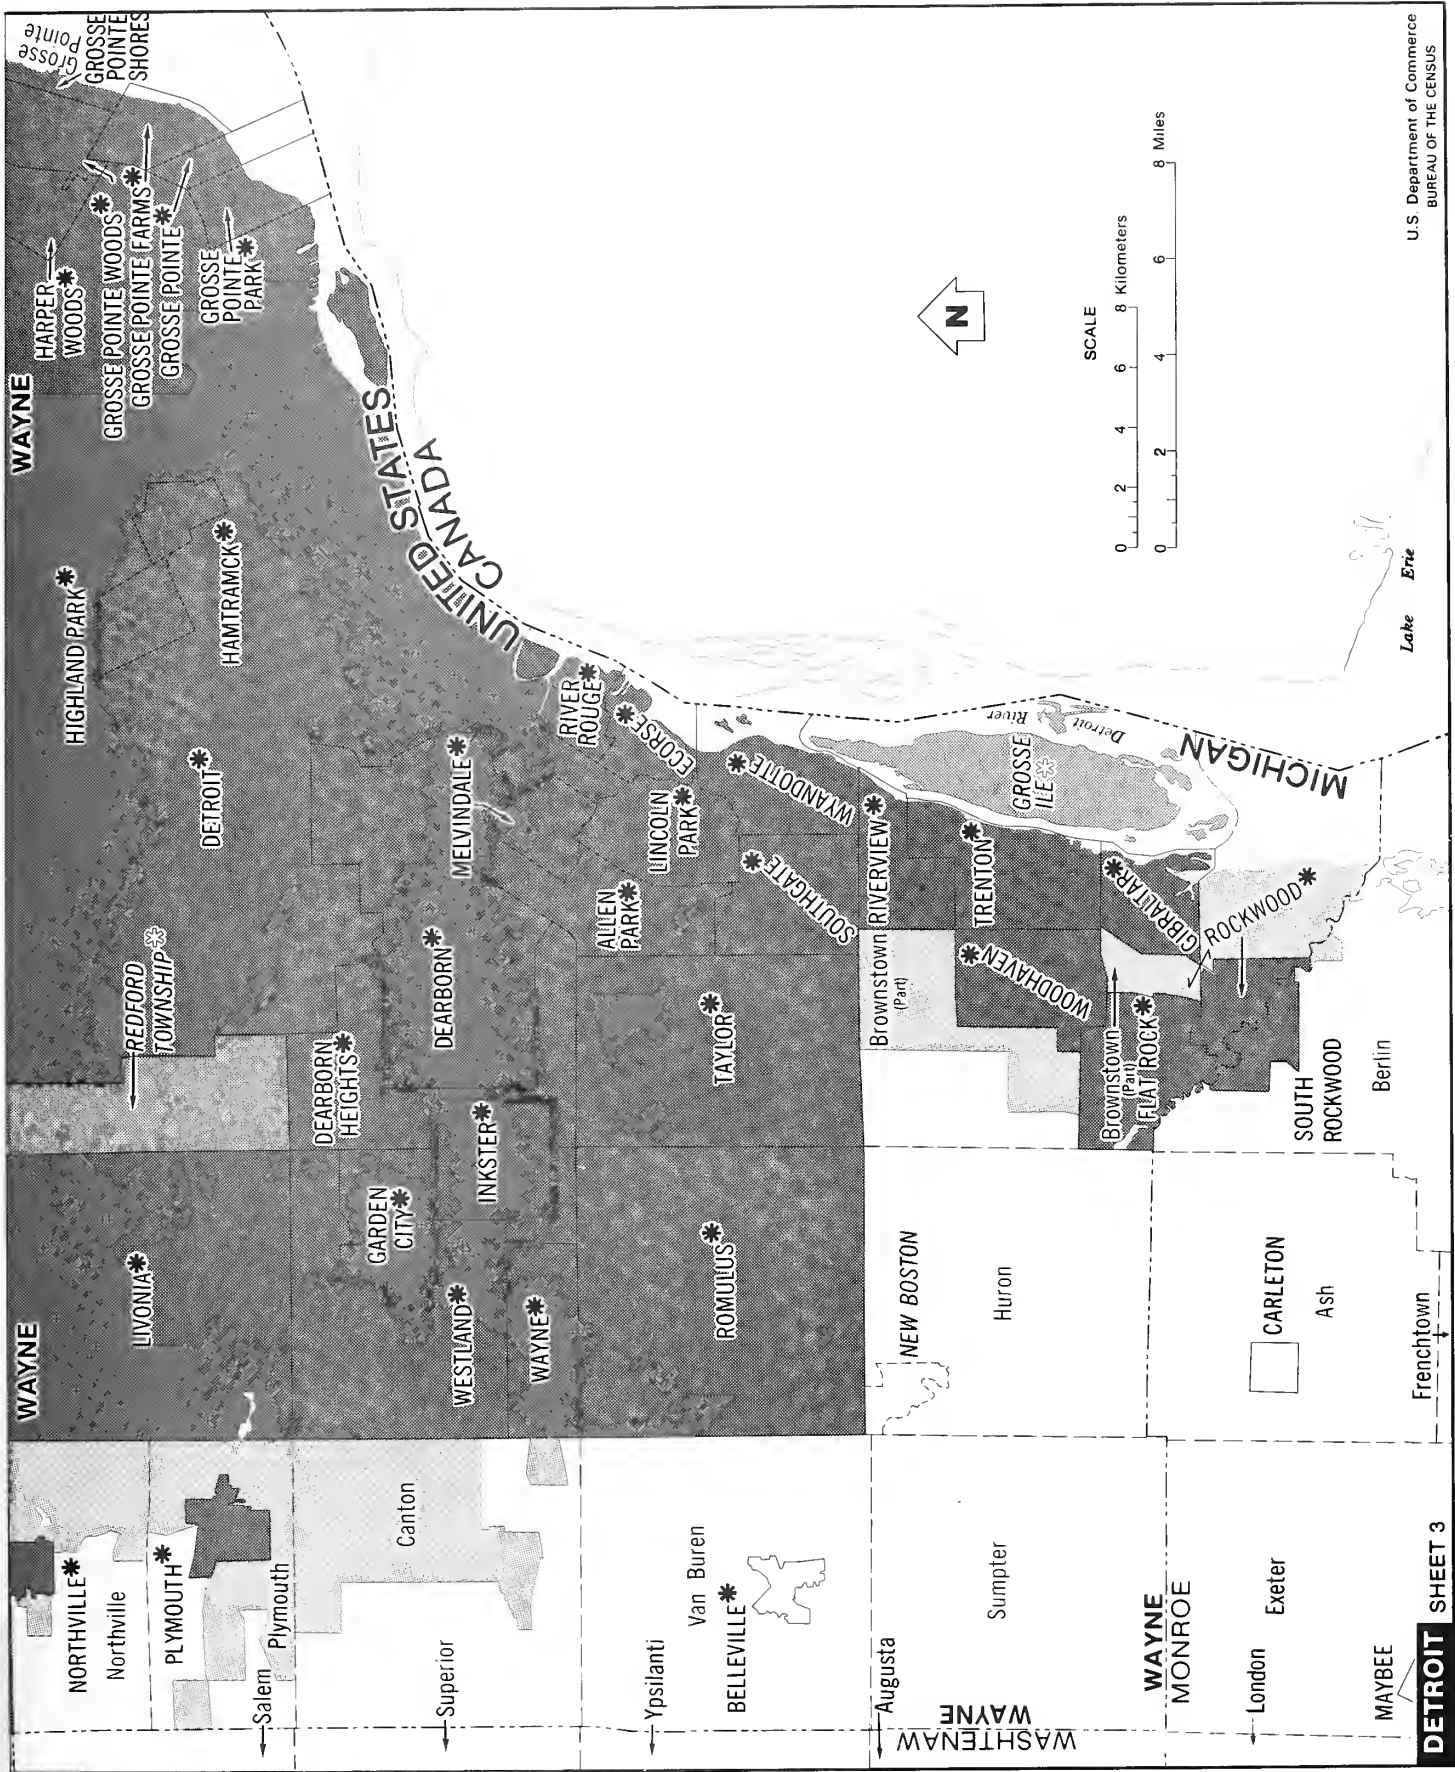 WAYNE
WAYNE
Grosse
Pointe
GROSSE
POINTE
SHORES
NORTHVILLE*
Northville
LIVONIA*
REDFORD
TOWNSHIP*
HIGHLAND PARK*
HARPER
WOODS*
GROSSE POINTE WOODS*
GROSSE POINTE FARMS*
GROSSE POINTE*
GROSSE
POINTE
PARK*
PLYMOUTH*
Plymouth
Salem
DETROIT*
HAMTRAMCK*
Canton
Superior
GARDEN
CITY*
DEARBORN
HEIGHTS*
DEARBORN*
MELVINDALE*
UNITED STATES
CANADA
WESTLAND*
INKSTER*
WAYNE*
RIVER
ROUGE*
ECORSE*
ALLEN
PARK*
LINCOLN
PARK*
Ypsilanti
Van Buren
BELLEVILLE*
ROMULUS*
TAYLOR*
SOUTHGATE*
WYANDOTTE*
Augusta
NEW BOSTON
Brownstown
(Part)
RIVERVIEW*
WASHTENAW
WAYNE
Sumpter
Huron
WOODHAVEN*
TRENTON*
GROSSE
ILE*
Detroit River
N
Brownstown
(Part)
FLAT ROCK*
GIBRALTAR*
MICHIGAN
SCALE
0 2 4 6 8 Kilometers
0 2 4 6 8 Miles
WAYNE
MONROE
London
Exeter
CARLETON
Ash
ROCKWOOD*
SOUTH
ROCKWOOD
Berlin
MAYBEE
Frenchtown
Lake Erie
U.S. Department of Commerce
BUREAU OF THE CENSUS
DETROIT SHEET 3